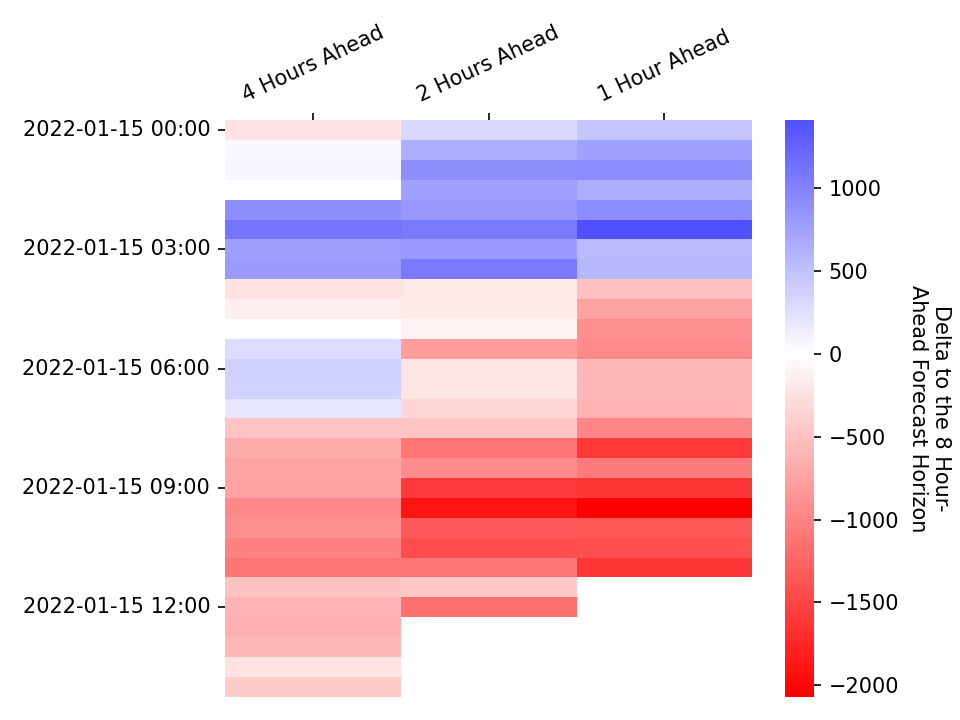 4 Hours Ahead
2 Hours Ahead
1 Hour Ahead
2022-01-15 00:00
2022-01-15 03:00
2022-01-15 06:00
2022-01-15 09:00
2022-01-15 12:00
1000
500
0
−500
−1000
−1500
−2000
Delta to the 8 Hour-
Ahead Forecast Horizon